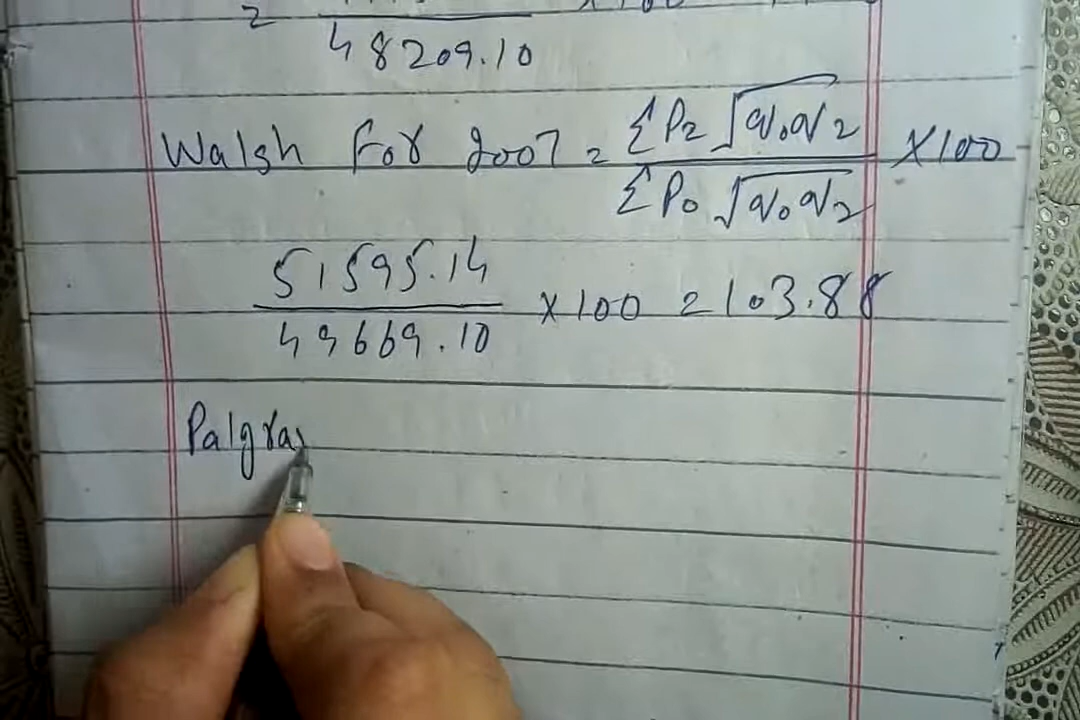 =
48209.10
Walsh For 2007 = ΣP2 √q0q2 / ΣP0 √q0q2 ×100
51595.14 / 49669.10 ×100 = 103.88
Palgra